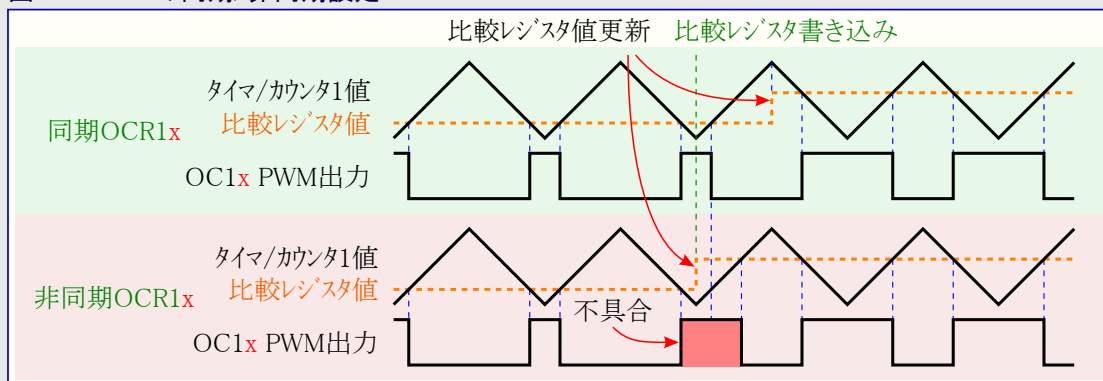 比較ﾚｼﾞｽﾀ値更新 比較ﾚｼﾞｽﾀ書き込み
ﾀｲﾏ/ｶｳﾝﾀ1値
同期OCR1x 比較ﾚｼﾞｽﾀ値
OC1x PWM出力
ﾀｲﾏ/ｶｳﾝﾀ1値
非同期OCR1x 比較ﾚｼﾞｽﾀ値
不具合
OC1x PWM出力